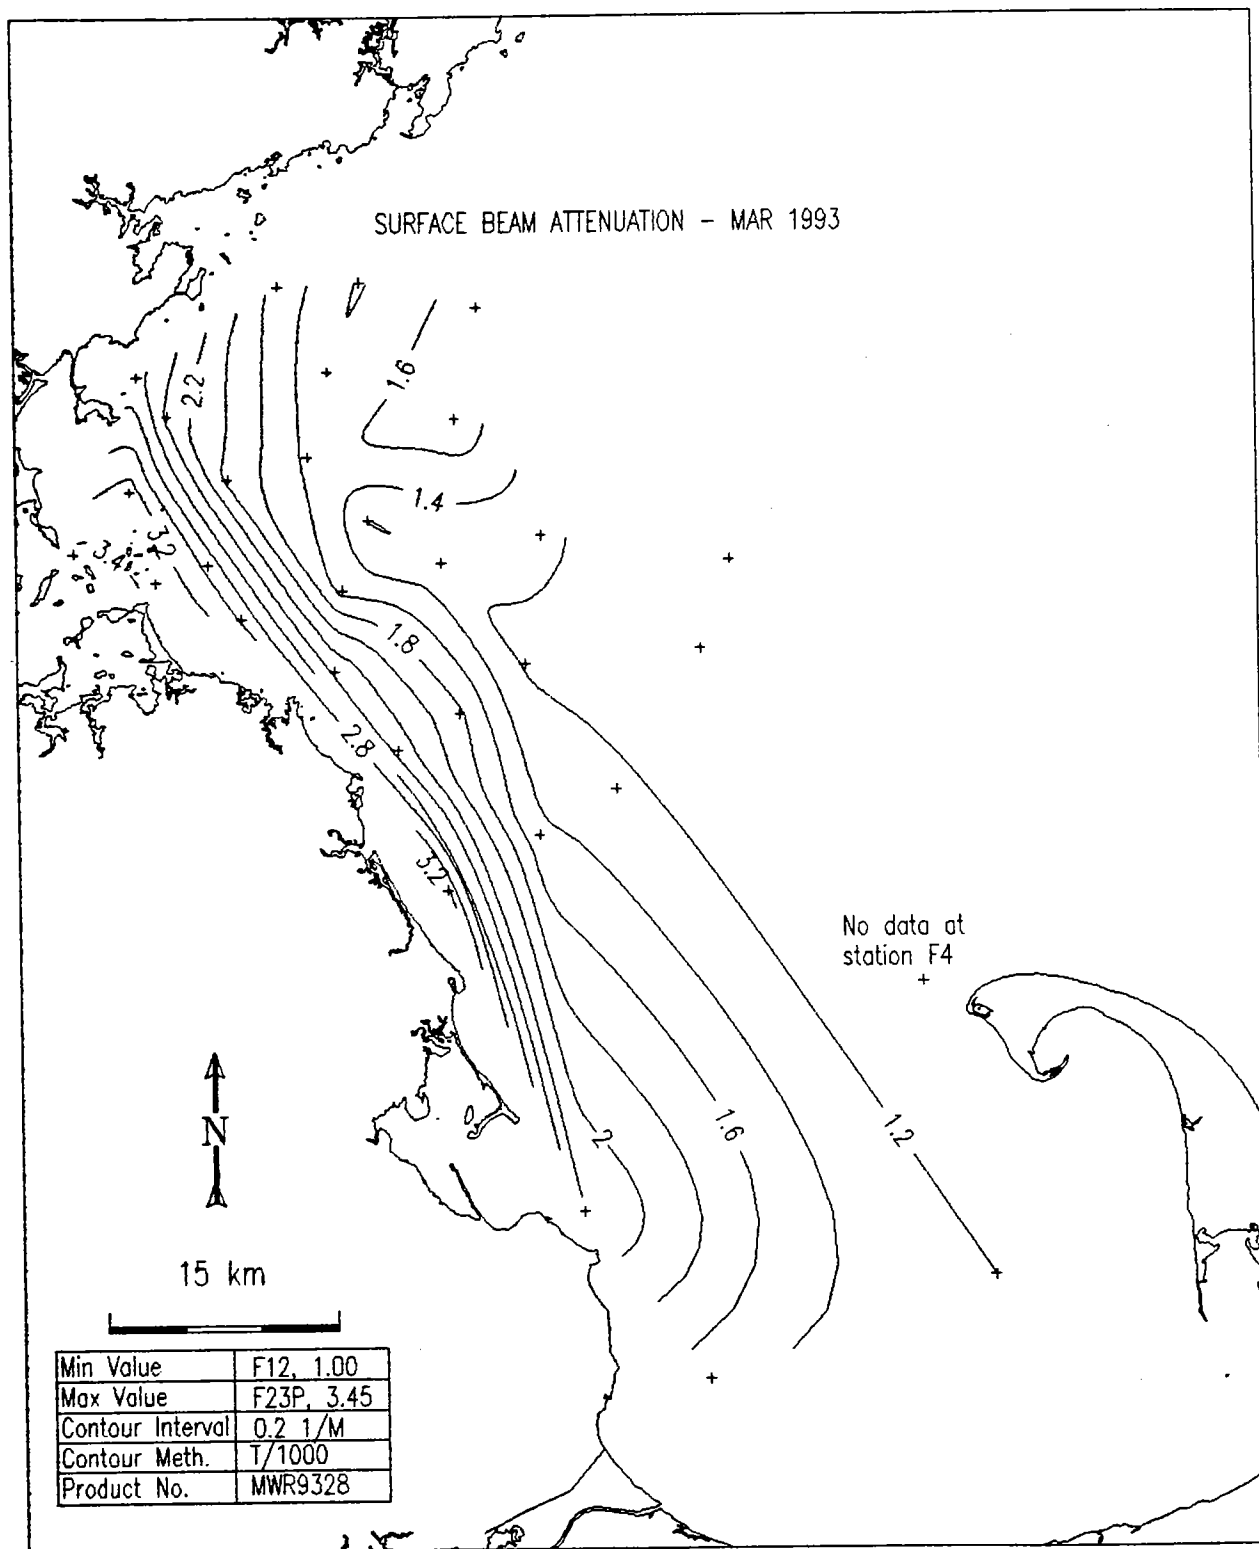 SURFACE BEAM ATTENUATION - MAR 1993
1.6
2.2
1.4
3.2
3.4
1.8
2.8
3.2
No data at
station F4
2
1.6
1.2
N
15 km
Min Value F12, 1.00
Max Value F23P, 3.45
Contour Interval 0.2 1/M
Contour Meth. T/1000
Product No. MWR9328